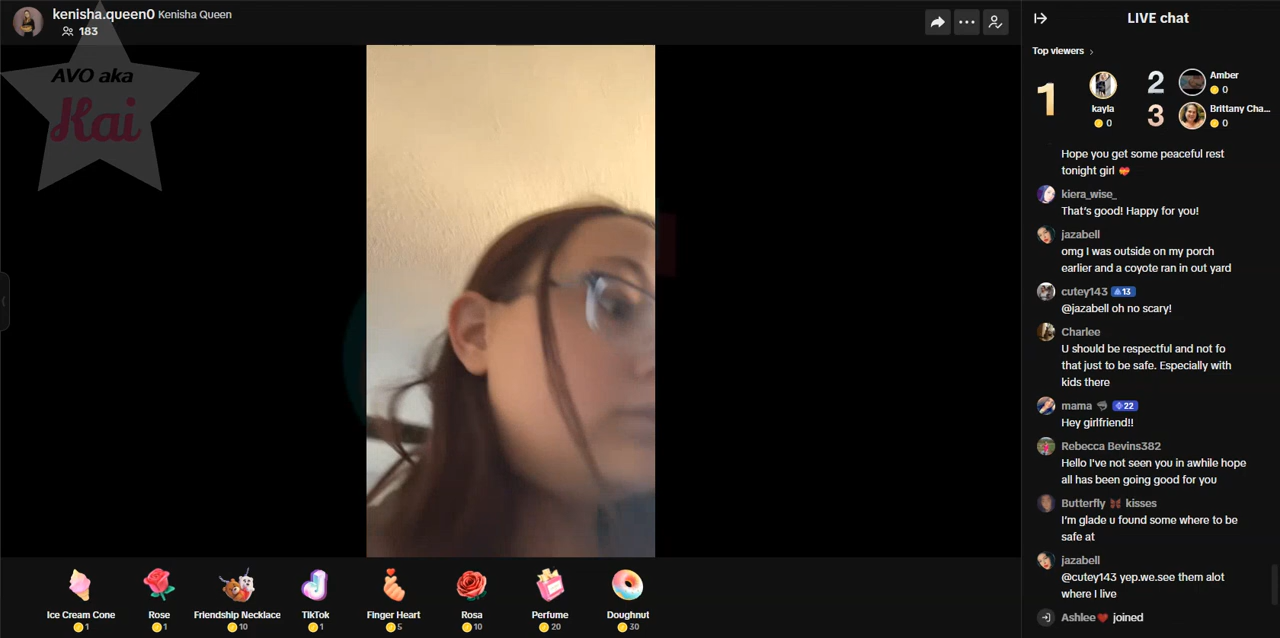 kenisha.queen0 Kenisha Queen
183
AVO aka
Kai
LIVE chat
Top viewers
1
kayla
0
2
Amber
0
3
Brittany Cha...
0
Hope you get some peaceful rest
tonight girl
kiera_wise_
That's good! Happy for you!
jazabell
omg I was outside on my porch
earlier and a coyote ran in out yard
cutey143 13
@jazabell oh no scary!
Charlee
U should be respectful and not fo
that just to be safe. Especially with
kids there
mama 22
Hey girlfriend!!
Rebecca Bevins382
Hello I've not seen you in awhile hope
all has been going good for you
Butterfly kisses
I'm glade u found some where to be
safe at
jazabell
@cutey143 yep.we.see them alot
where I live
Ashlee joined
Ice Cream Cone
1
Rose
1
Friendship Necklace
10
TikTok
1
Finger Heart
5
Rosa
10
Perfume
20
Doughnut
30